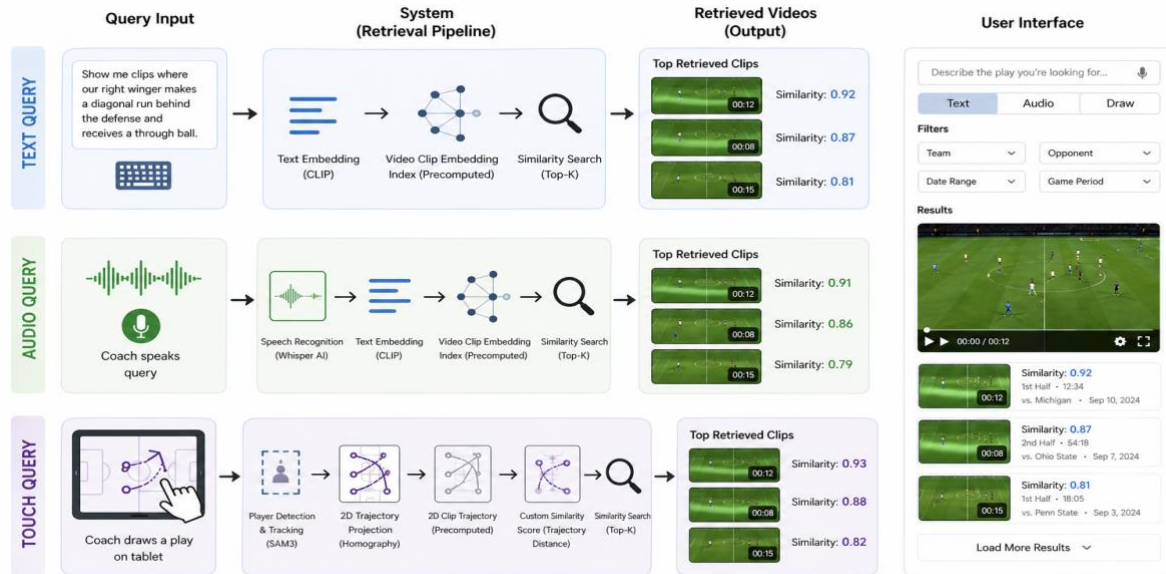 Query Input
System
(Retrieval Pipeline)
Retrieved Videos
(Output)
User Interface
TEXT QUERY
Show me clips where
our right winger makes
a diagonal run behind
the defense and
receives a through ball.
Text Embedding
(CLIP)
Video Clip Embedding
Index (Precomputed)
Similarity Search
(Top-K)
Top Retrieved Clips
00:12
Similarity: 0.92
00:08
Similarity: 0.87
00:15
Similarity: 0.81
AUDIO QUERY
Coach speaks
query
Speech Recognition
(Whisper AI)
Text Embedding
(CLIP)
Video Clip Embedding
Index (Precomputed)
Similarity Search
(Top-K)
Top Retrieved Clips
00:12
Similarity: 0.91
00:08
Similarity: 0.86
00:15
Similarity: 0.79
TOUCH QUERY
Coach draws a play
on tablet
Player Detection
& Tracking
(SAM3)
2D Trajectory
Projection
(Homography)
2D Clip Trajectory
(Precomputed)
Custom Similarity
Score (Trajectory
Distance)
Similarity Search
(Top-K)
Top Retrieved Clips
00:12
Similarity: 0.93
00:08
Similarity: 0.88
00:15
Similarity: 0.82
Describe the play you're looking for...
Text Audio Draw
Filters
Team Opponent
Date Range Game Period
Results
00:00 / 00:12
00:12
Similarity: 0.92
1st Half • 12:34
vs. Michigan • Sep 10, 2024
00:08
Similarity: 0.87
2nd Half • 54:18
vs. Ohio State • Sep 7, 2024
00:15
Similarity: 0.81
1st Half • 18:05
vs. Penn State • Sep 3, 2024
Load More Results